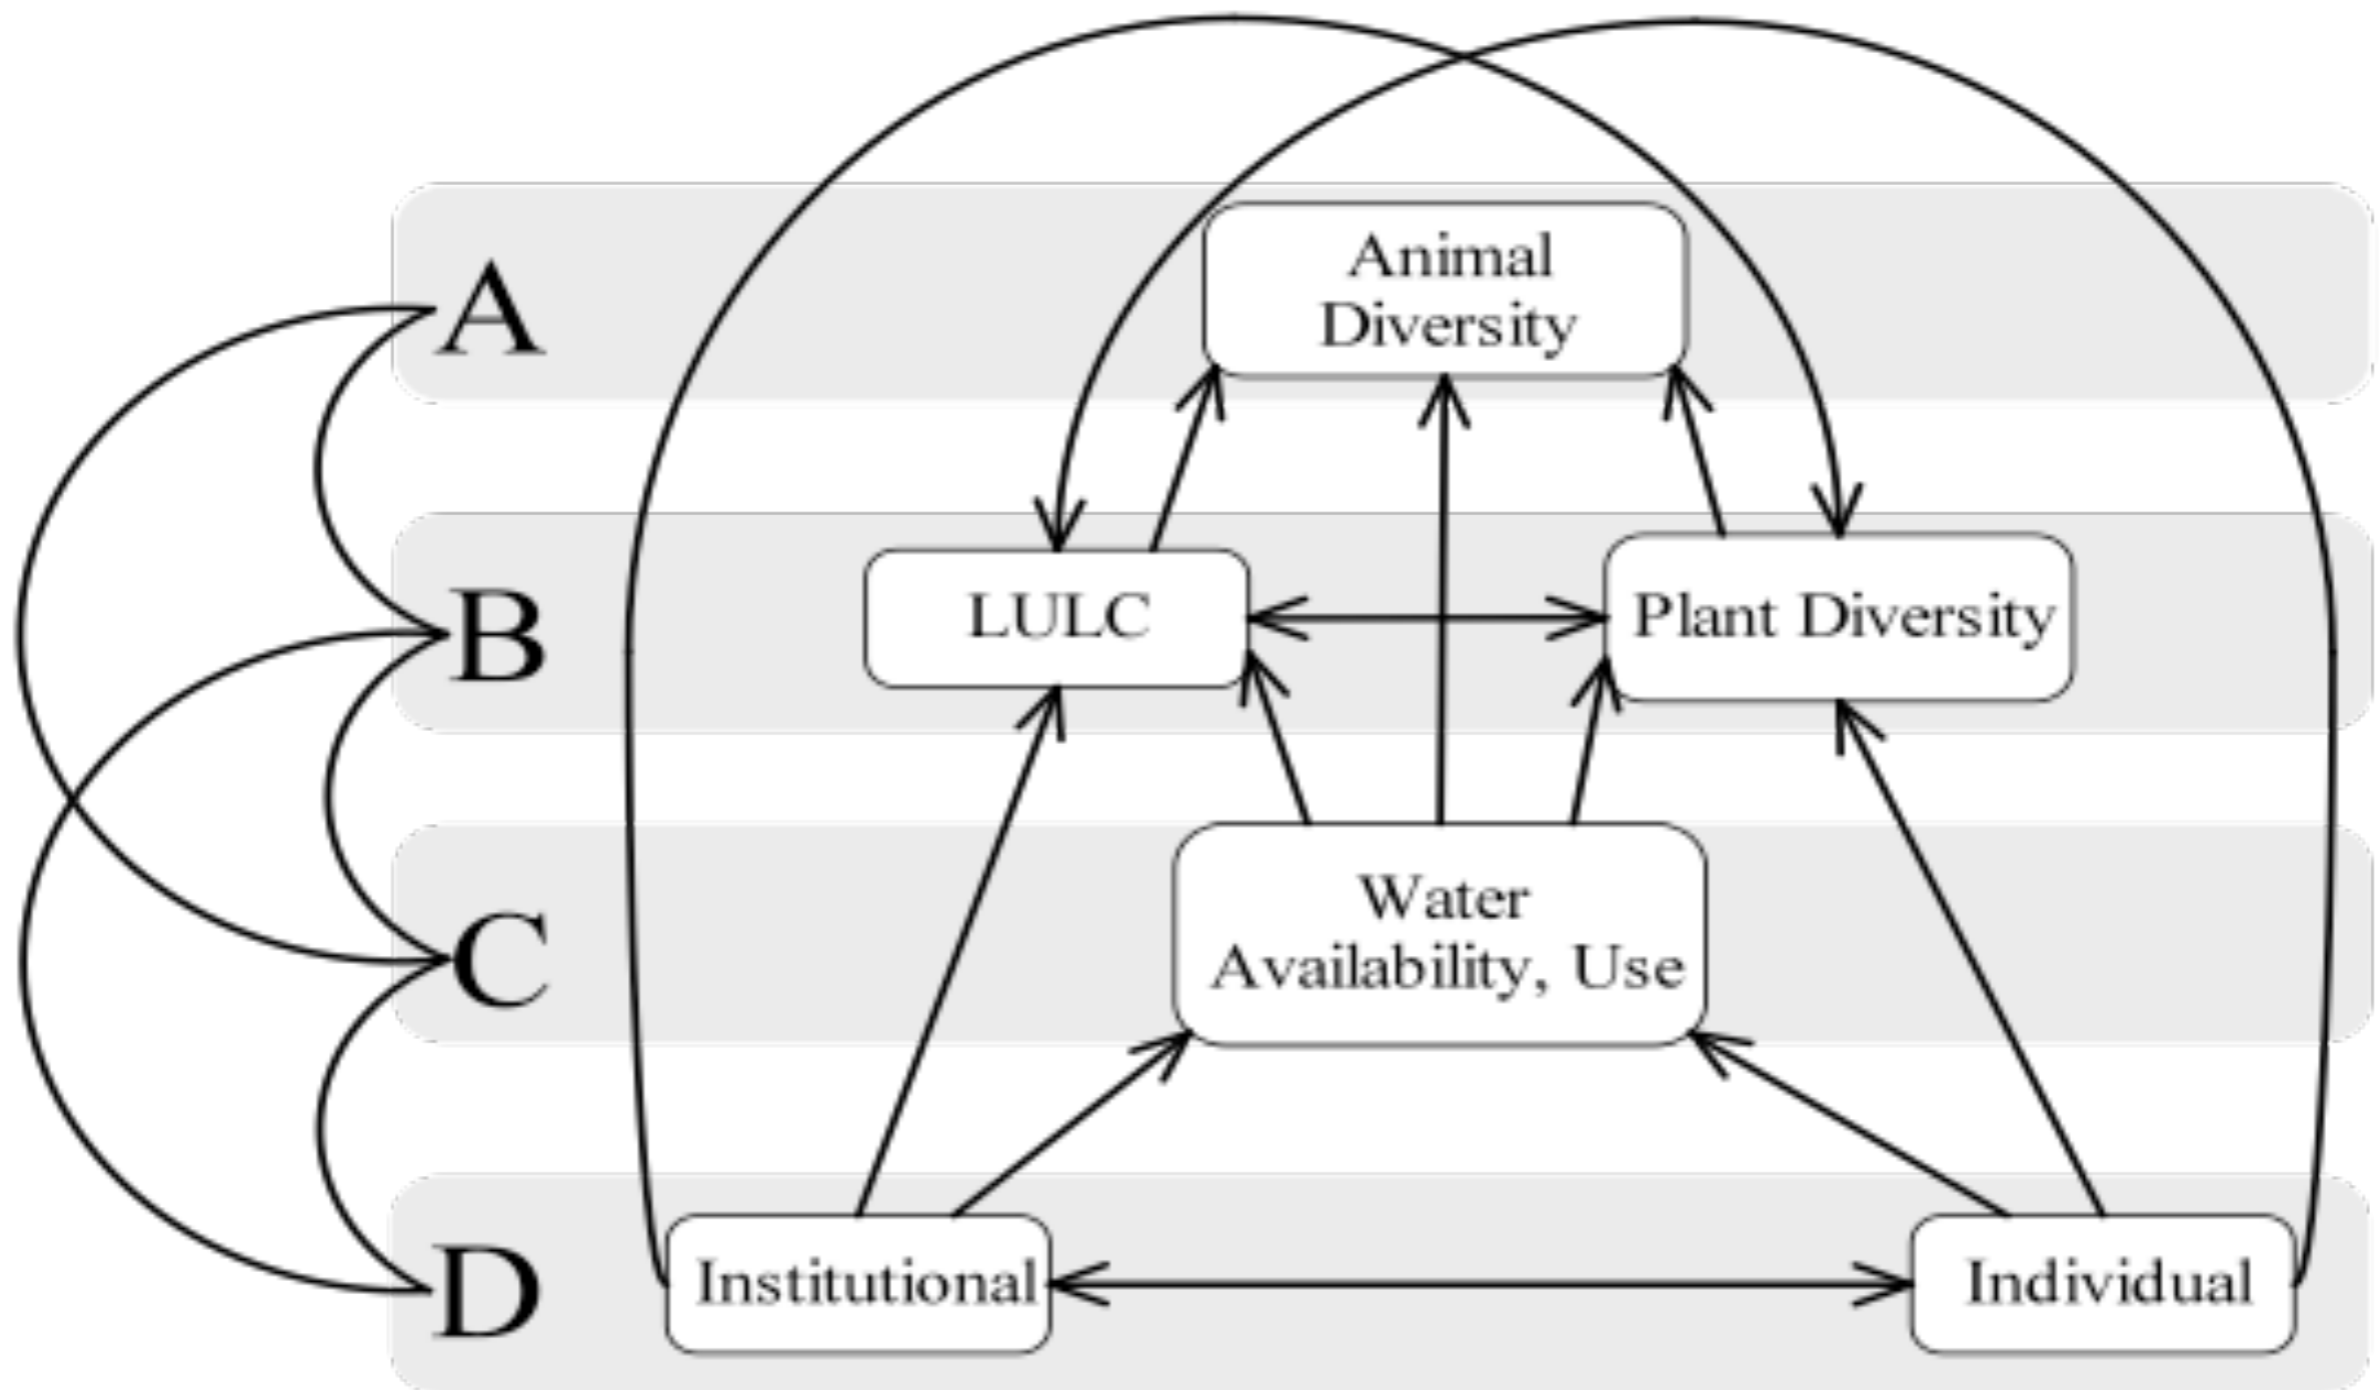 A
Animal
Diversity
B
LULC
Plant Diversity
C
Water
Availability, Use
D
Institutional
Individual